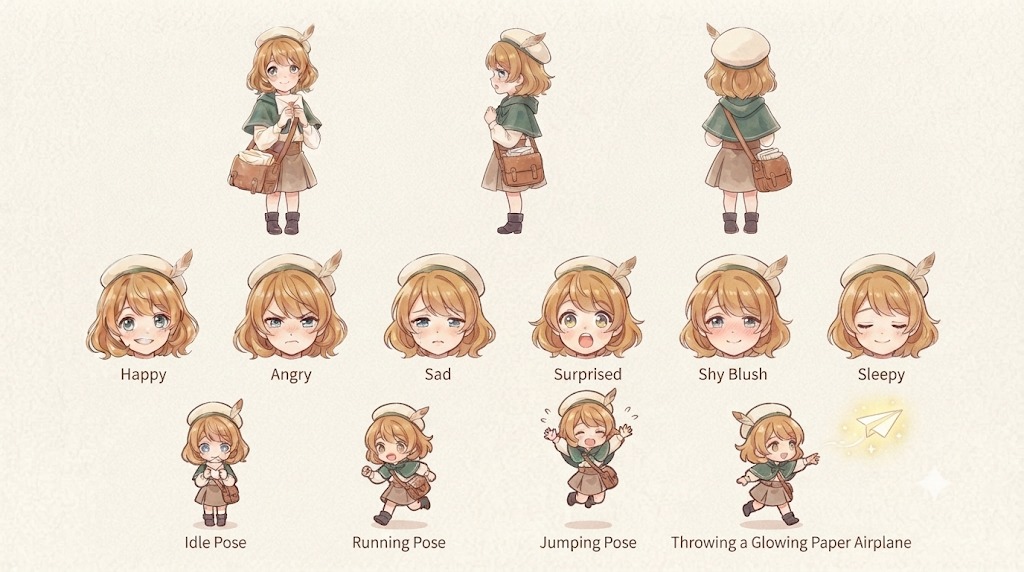 Happy
Angry
Sad
Surprised
Shy Blush
Sleepy
Idle Pose
Running Pose
Jumping Pose
Throwing a Glowing Paper Airplane